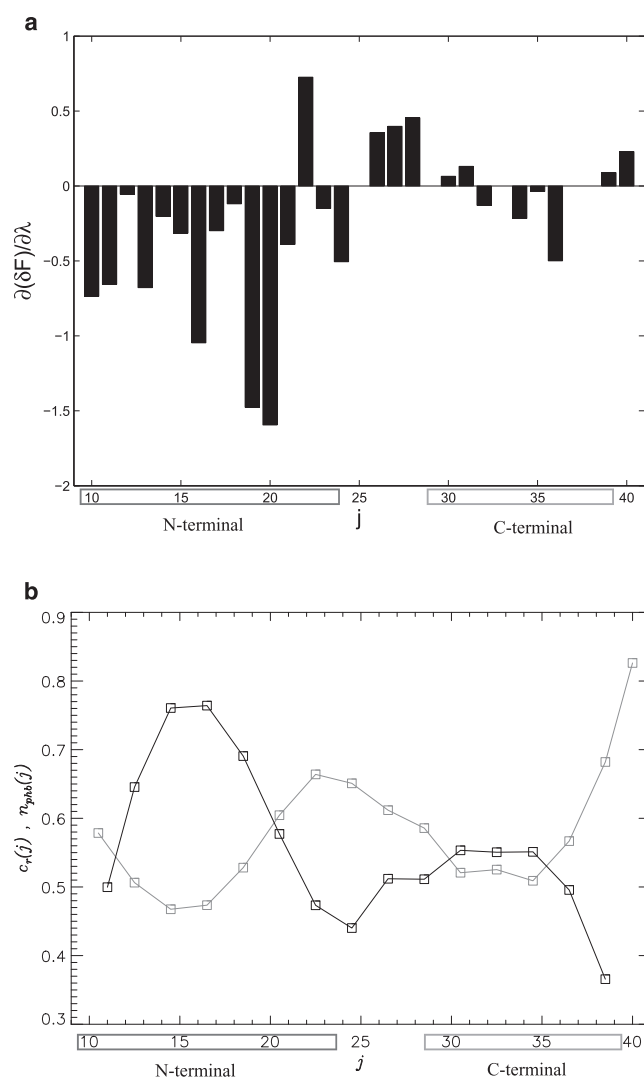 a
1
0.5
0
−0.5
−1
−1.5
−2
∂(δF)/∂λ
10 15 20 25 30 35 40
N-terminal j C-terminal
b
0.9
0.8
0.7
0.6
0.5
0.4
0.3
c_r(j) , n_phb(j)
10 15 20 25 30 35 40
N-terminal j C-terminal